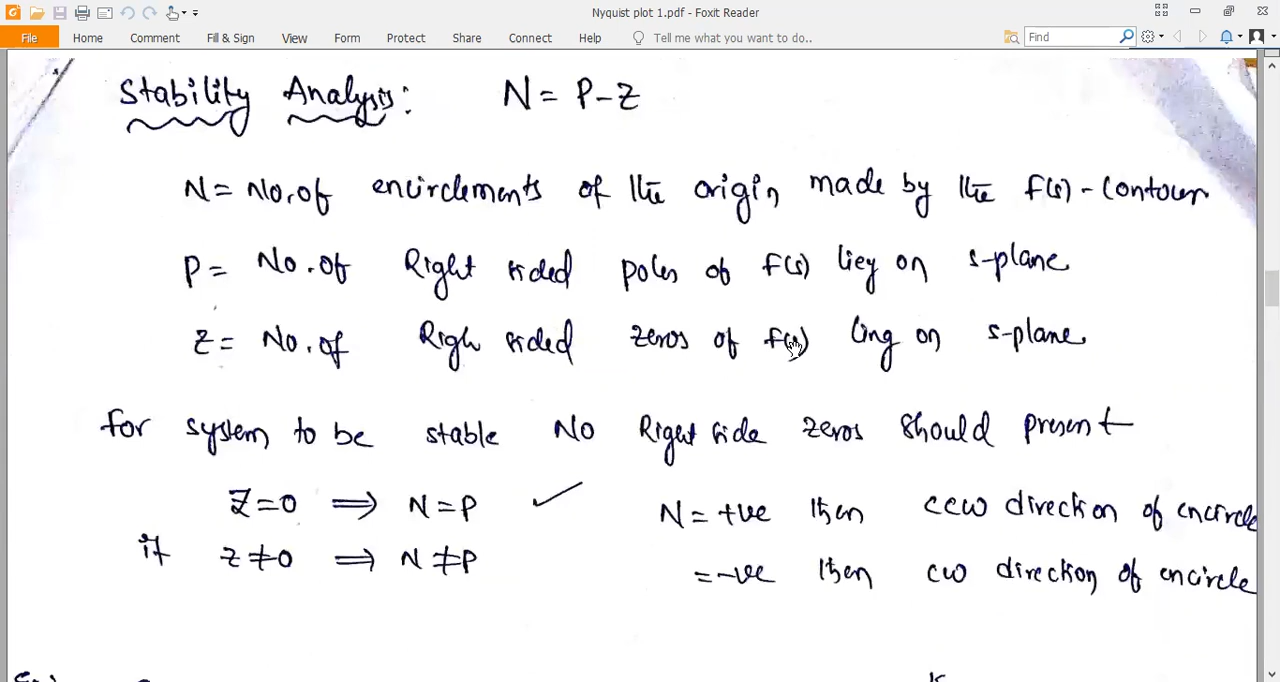 Nyquist plot 1.pdf - Foxit Reader
File Home Comment Fill & Sign View Form Protect Share Connect Help Tell me what you want to do.. Find
Stability Analysis: N = P - Z
N = No. of encirclements of the origin made by the f(s) - contour
P = No. of Right sided poles of f(s) liey on s-plane
Z = No. of Righ sided zeros of f(s) ling on s-plane
for system to be stable No Right side zeros should present
Z=0 ⟹ N=P ✓ N = +ve then ccw direction of encircle
if Z≠0 ⟹ N≠P = -ve then cw direction of encircle